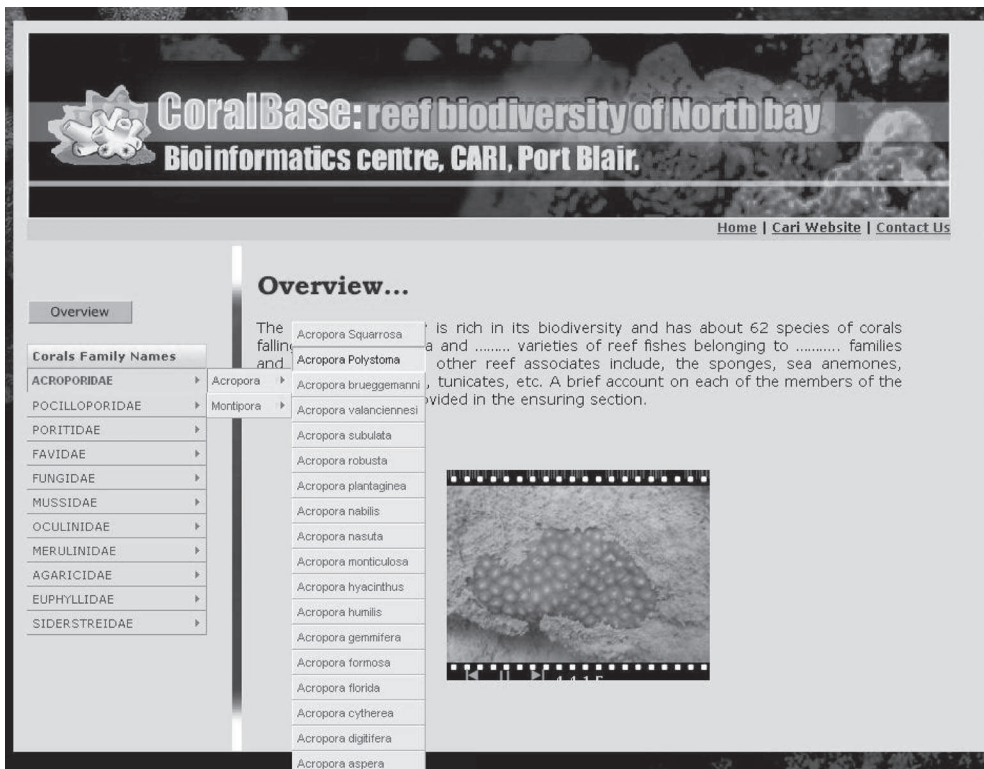 CoralBase: reef biodiversity of North bay
Bioinformatics centre, CARI, Port Blair.
Home | Cari Website | Contact Us
Overview
Corals Family Names
ACROPORIDAE
POCILLOPORIDAE
PORITIDAE
FAVIDAE
FUNGIDAE
MUSSIDAE
OCULINIDAE
MERULINIDAE
AGARICIDAE
EUPHYLLIDAE
SIDERSTREIDAE
Acropora
Montipora
Acropora Squarrosa
Acropora Polystoma
Acropora brueggemanni
Acropora valanciennesi
Acropora subulata
Acropora robusta
Acropora plantaginea
Acropora nabilis
Acropora nasuta
Acropora monticulosa
Acropora hyacinthus
Acropora humilis
Acropora gemmifera
Acropora formosa
Acropora florida
Acropora cytherea
Acropora digitifera
Acropora aspera
Overview...
The is rich in its biodiversity and has about 62 species of corals
falling and ......... varieties of reef fishes belonging to ........... families
and other reef associates include, the sponges, sea anemones,
, tunicates, etc. A brief account on each of the members of the
in the ensuring section.